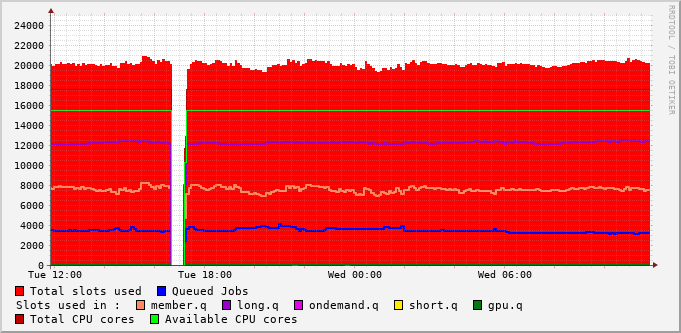 24000
22000
20000
18000
16000
14000
12000
10000
8000
6000
4000
2000
0
Tue 12:00 Tue 18:00 Wed 00:00 Wed 06:00
Total slots used Queued Jobs
Slots used in : member.q long.q ondemand.q short.q gpu.q
Total CPU cores Available CPU cores
RRDTOOL / TOBI OETIKER